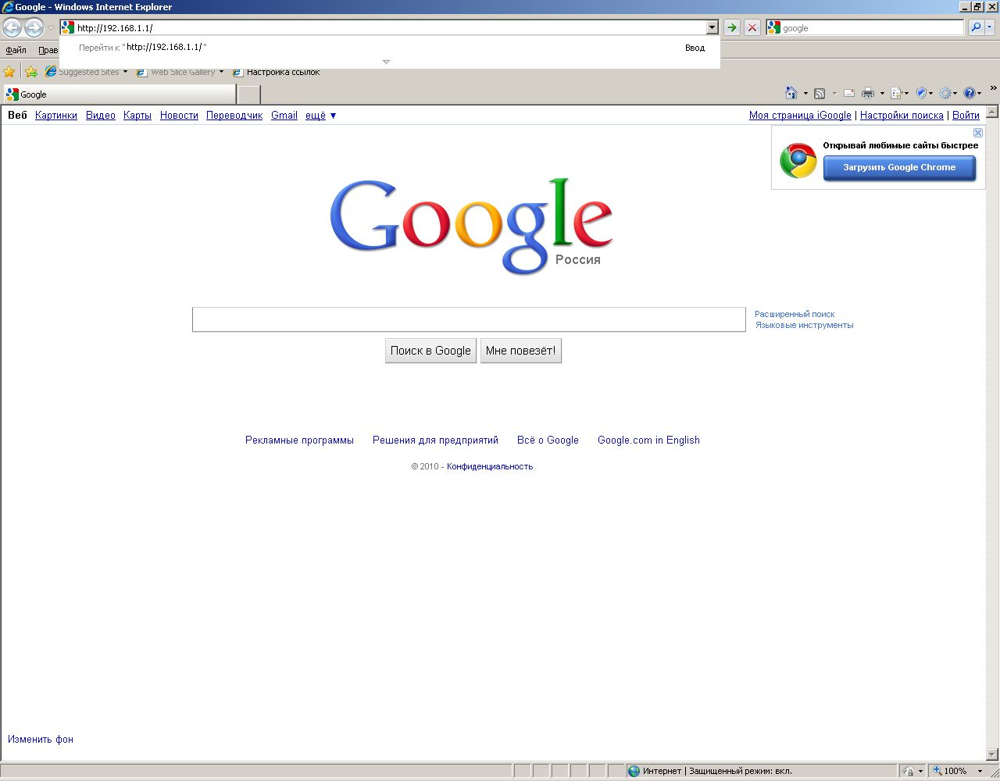 Google - Windows Internet Explorer
http://192.168.1.1/
google
Перейти к "http://192.168.1.1/"
Ввод
Файл
Прав
Suggested Sites
Web Slice Gallery
Настройка ссылок
Google
Веб Картинки Видео Карты Новости Переводчик Gmail ещё ▼
Моя страница iGoogle | Настройки поиска | Войти
Открывай любимые сайты быстрее
Загрузить Google Chrome
Google
Россия
Расширенный поиск
Языковые инструменты
Поиск в Google
Мне повезёт!
Рекламные программы Решения для предприятий Всё о Google Google.com in English
© 2010 - Конфиденциальность
Изменить фон
Интернет | Защищенный режим: вкл.
100%